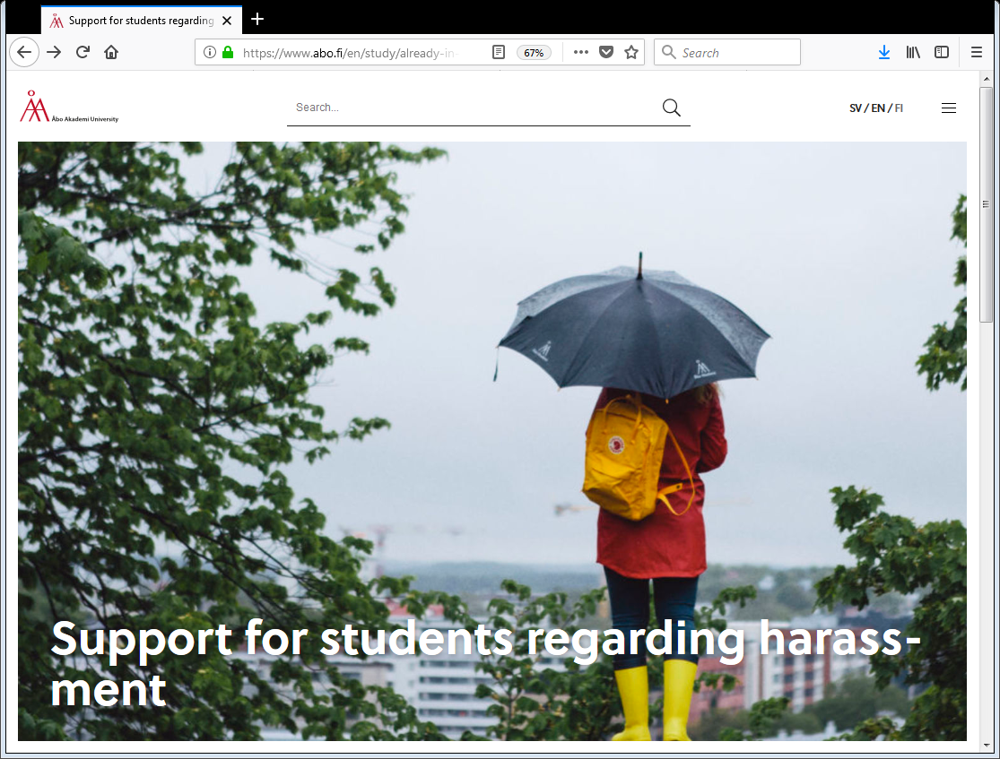 Support for students regarding
https://www.abo.fi/en/study/already-in-
67%
Search
Åbo Akademi University
Search...
SV / EN / FI
Support for students regarding harass-
ment